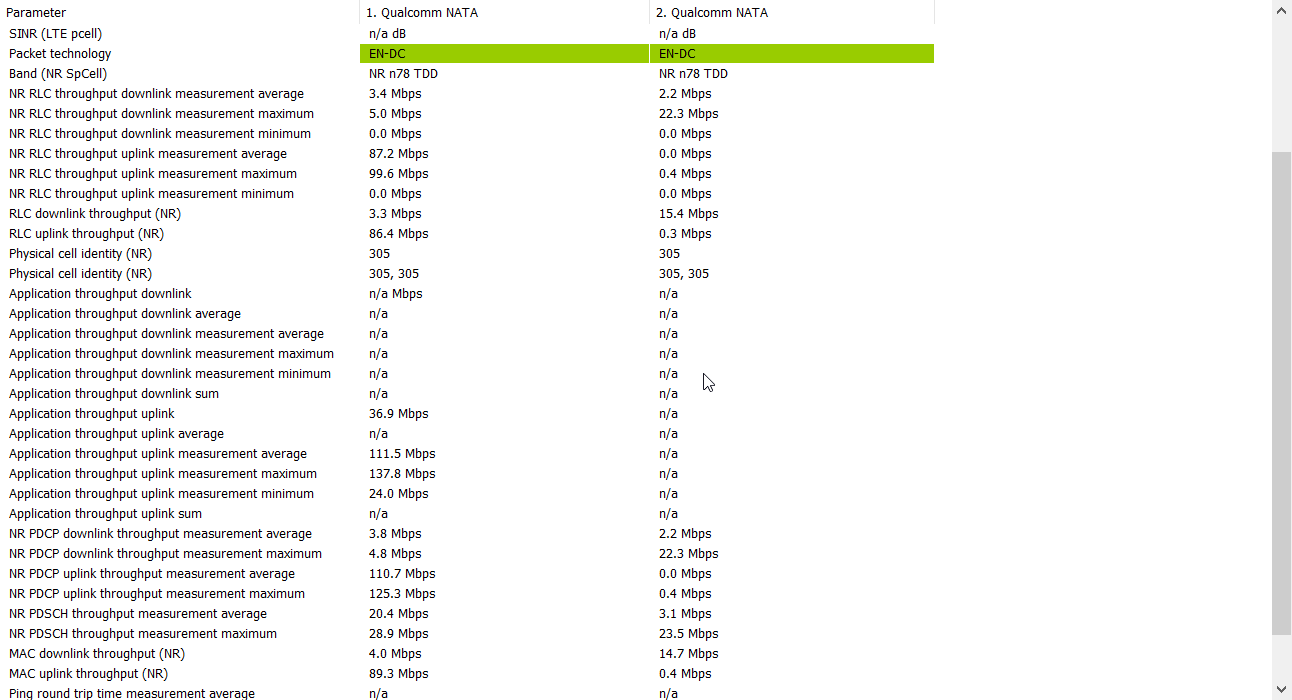 Parameter 1. Qualcomm NATA 2. Qualcomm NATA
SINR (LTE pcell) n/a dB n/a dB
Packet technology EN-DC EN-DC
Band (NR SpCell) NR n78 TDD NR n78 TDD
NR RLC throughput downlink measurement average 3.4 Mbps 2.2 Mbps
NR RLC throughput downlink measurement maximum 5.0 Mbps 22.3 Mbps
NR RLC throughput downlink measurement minimum 0.0 Mbps 0.0 Mbps
NR RLC throughput uplink measurement average 87.2 Mbps 0.0 Mbps
NR RLC throughput uplink measurement maximum 99.6 Mbps 0.4 Mbps
NR RLC throughput uplink measurement minimum 0.0 Mbps 0.0 Mbps
RLC downlink throughput (NR) 3.3 Mbps 15.4 Mbps
RLC uplink throughput (NR) 86.4 Mbps 0.3 Mbps
Physical cell identity (NR) 305 305
Physical cell identity (NR) 305, 305 305, 305
Application throughput downlink n/a Mbps n/a
Application throughput downlink average n/a n/a
Application throughput downlink measurement average n/a n/a
Application throughput downlink measurement maximum n/a n/a
Application throughput downlink measurement minimum n/a n/a
Application throughput downlink sum n/a n/a
Application throughput uplink 36.9 Mbps n/a
Application throughput uplink average n/a n/a
Application throughput uplink measurement average 111.5 Mbps n/a
Application throughput uplink measurement maximum 137.8 Mbps n/a
Application throughput uplink measurement minimum 24.0 Mbps n/a
Application throughput uplink sum n/a n/a
NR PDCP downlink throughput measurement average 3.8 Mbps 2.2 Mbps
NR PDCP downlink throughput measurement maximum 4.8 Mbps 22.3 Mbps
NR PDCP uplink throughput measurement average 110.7 Mbps 0.0 Mbps
NR PDCP uplink throughput measurement maximum 125.3 Mbps 0.4 Mbps
NR PDSCH throughput measurement average 20.4 Mbps 3.1 Mbps
NR PDSCH throughput measurement maximum 28.9 Mbps 23.5 Mbps
MAC downlink throughput (NR) 4.0 Mbps 14.7 Mbps
MAC uplink throughput (NR) 89.3 Mbps 0.4 Mbps
Ping round trip time measurement average n/a n/a